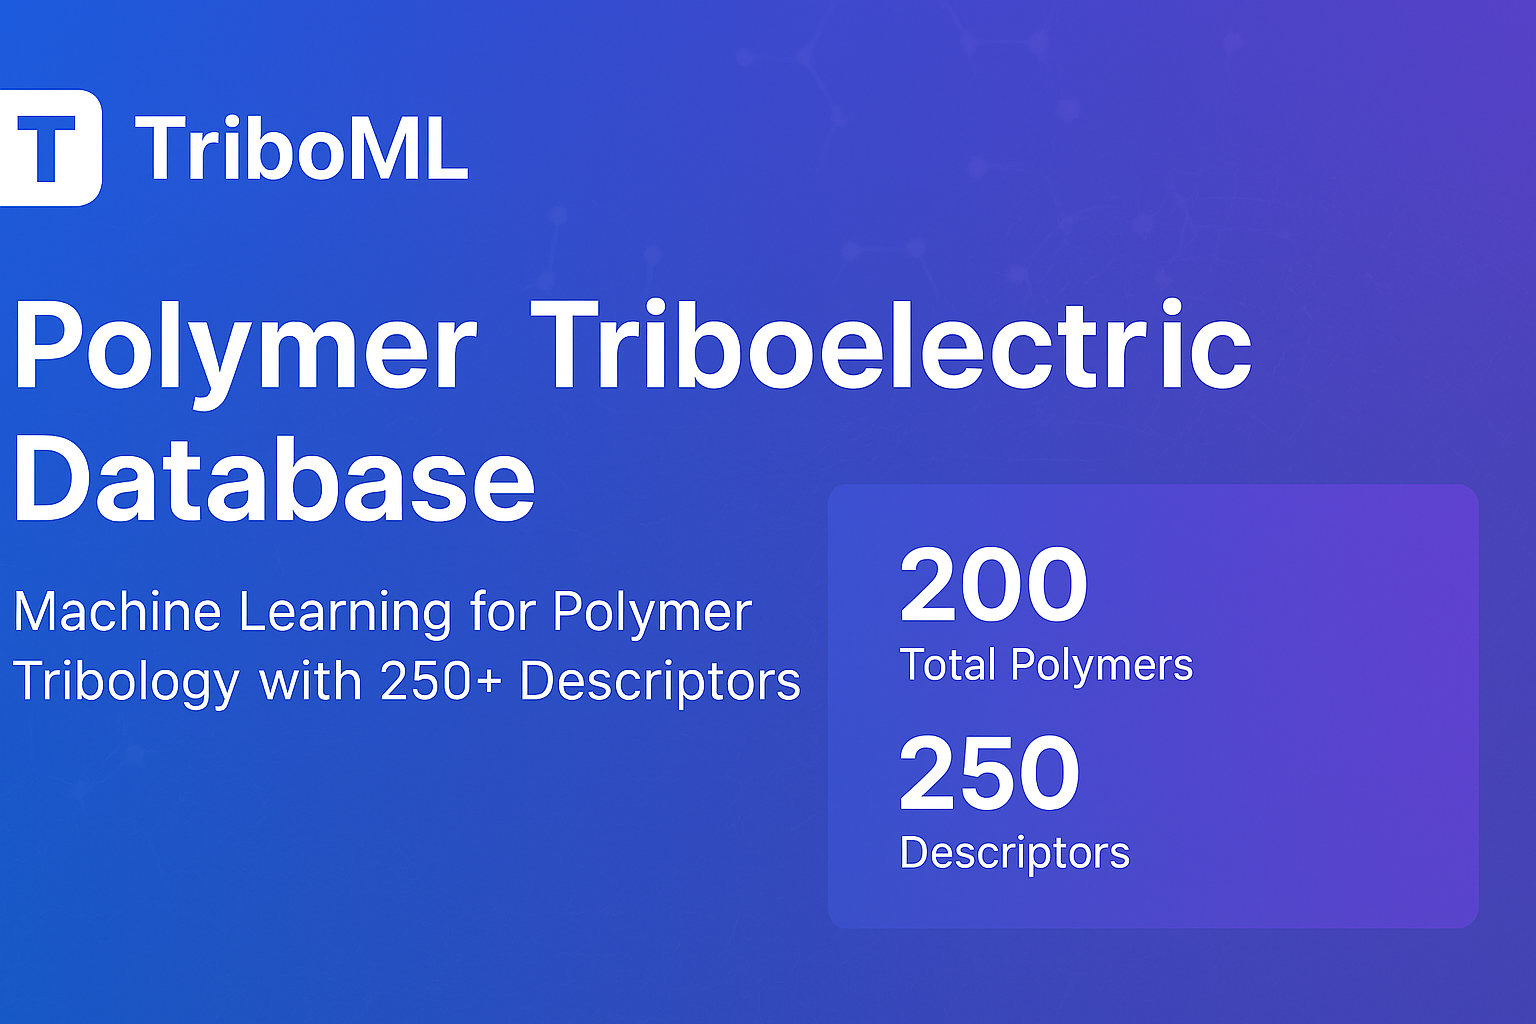 T TriboML
Polymer Triboelectric
Database
Machine Learning for Polymer
Tribology with 250+ Descriptors
200
Total Polymers
250
Descriptors